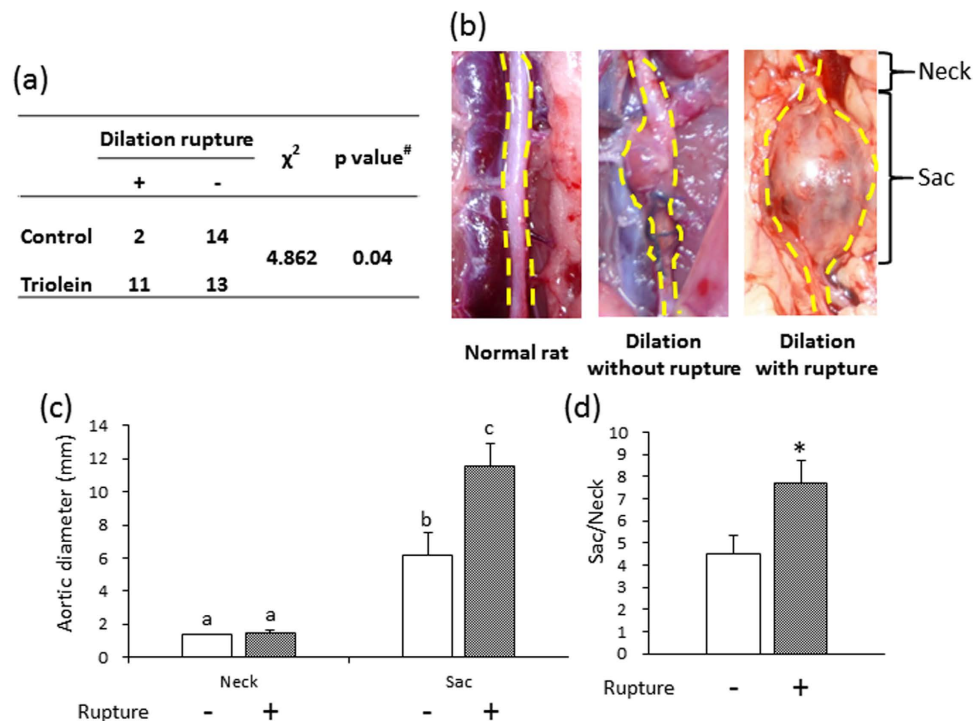 (a)
Dilation rupture
χ² p value#
+ -
Control 2 14
4.862 0.04
Triolein 11 13
(b)
Neck
Sac
Normal rat
Dilation
without rupture
Dilation
with rupture
(c)
Aortic diameter (mm)
14
12
10
8
6
4
2
0
a a b c
Neck Sac
Rupture - + - +
(d)
Sac/Neck
10
9
8
7
6
5
4
3
2
1
0
*
Rupture - +